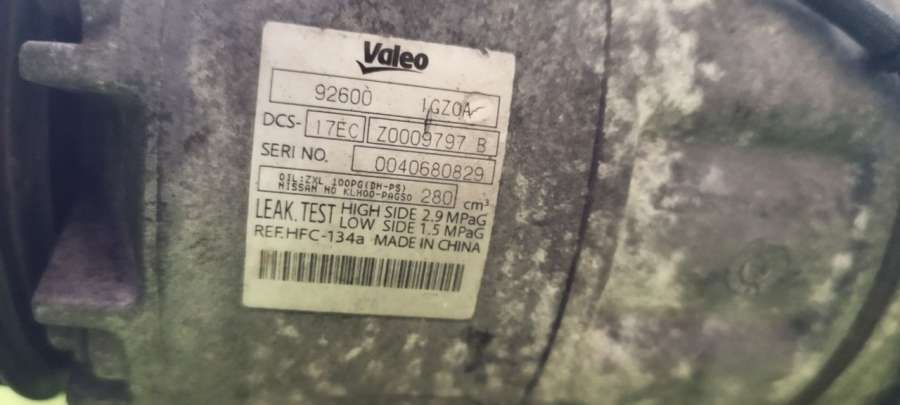 Valeo
92600 1GZ0A
DCS- 17EC Z0009797 B
SERI NO. 0040680829
OIL:ZXL 100PG(DH-PS)
NISSAN NO KLH00-PAGS0 280 cm³
LEAK. TEST HIGH SIDE 2.9 MPaG
LOW SIDE 1.5 MPaG
REF.HFC-134a MADE IN CHINA